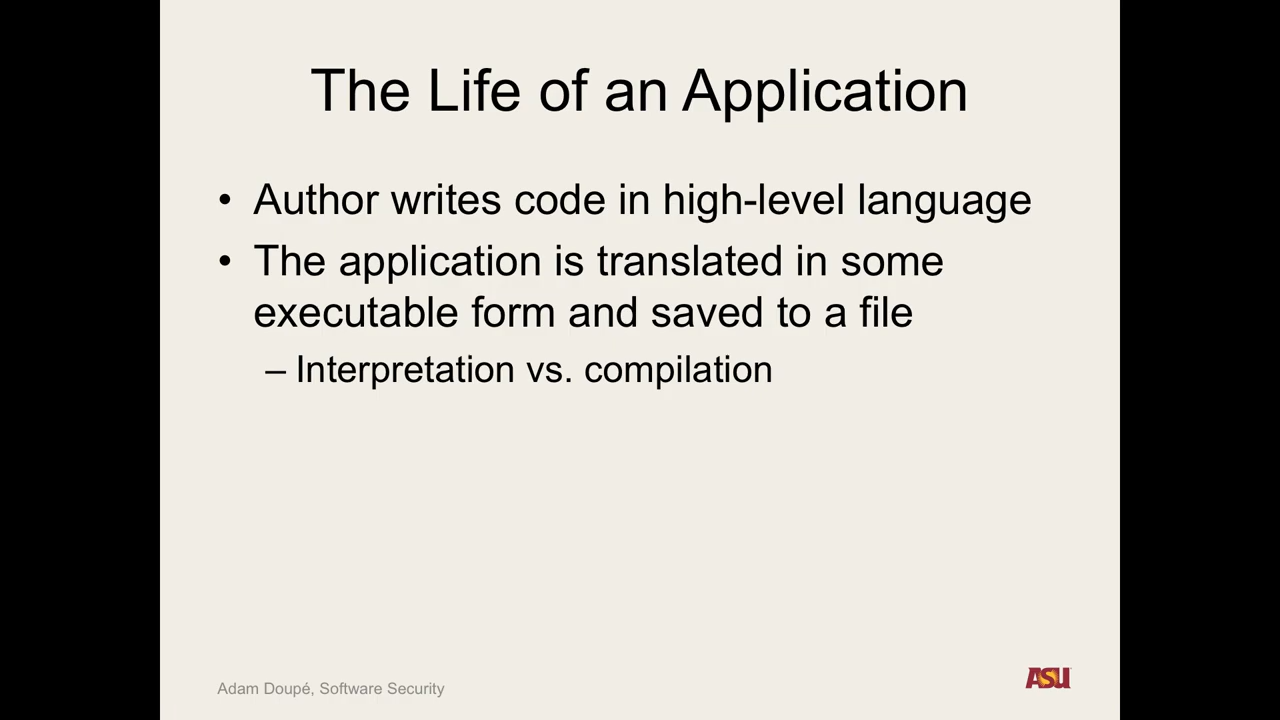 The Life of an Application
• Author writes code in high-level language
• The application is translated in some
executable form and saved to a file
– Interpretation vs. compilation
Adam Doupé, Software Security
ASU